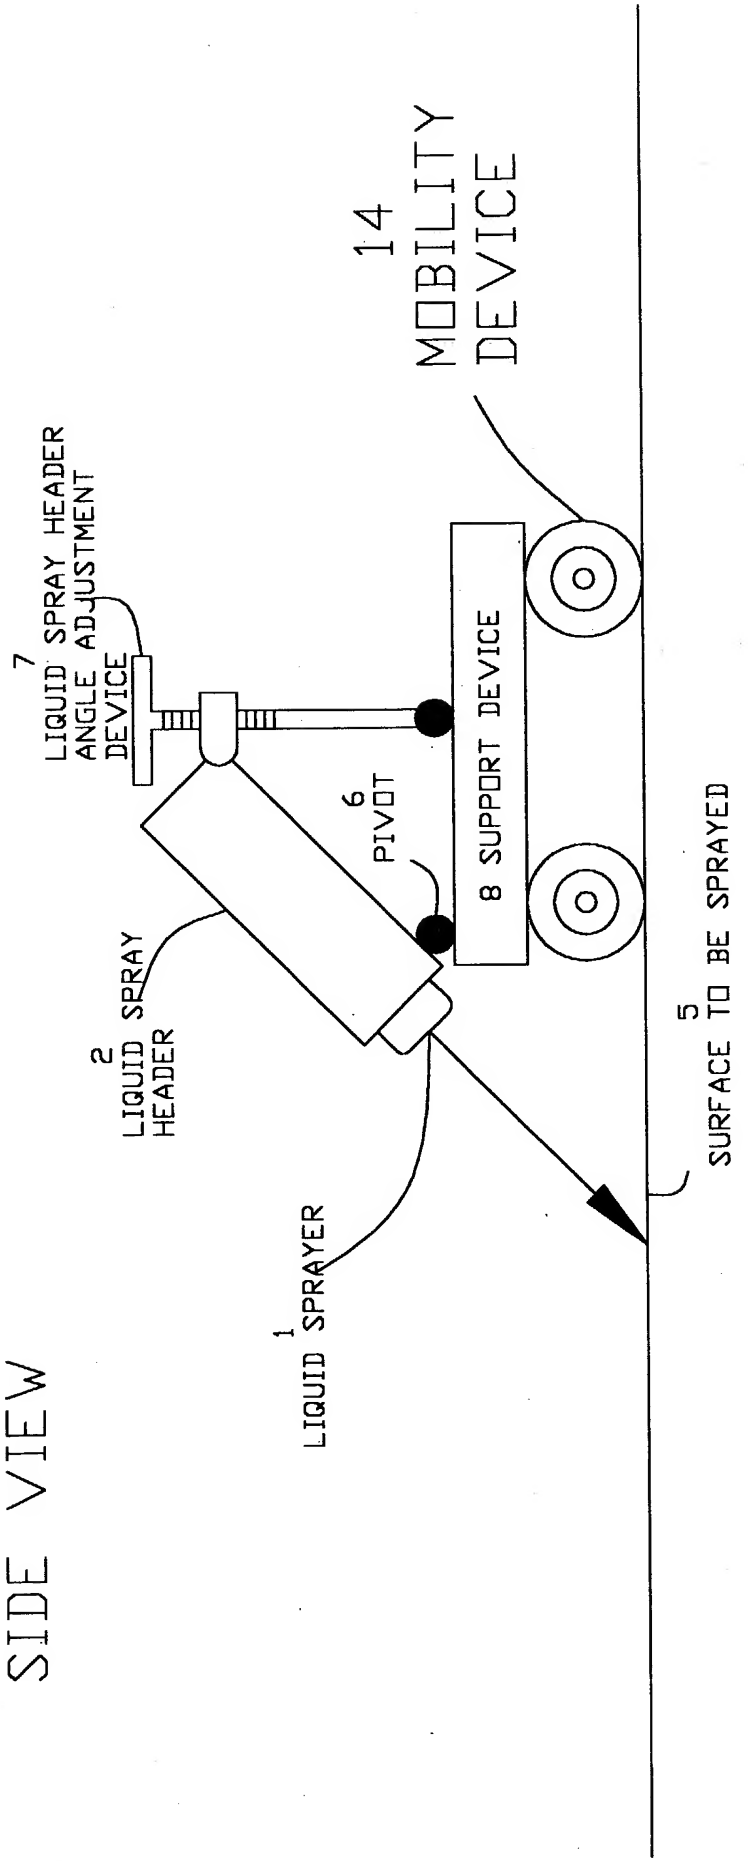 SIDE VIEW
7
LIQUID SPRAY HEADER
ANGLE ADJUSTMENT
DEVICE
2
LIQUID SPRAY
HEADER
1
LIQUID SPRAYER
6
PIVOT
14
MOBILITY
DEVICE
8 SUPPORT DEVICE
5
SURFACE TO BE SPRAYED